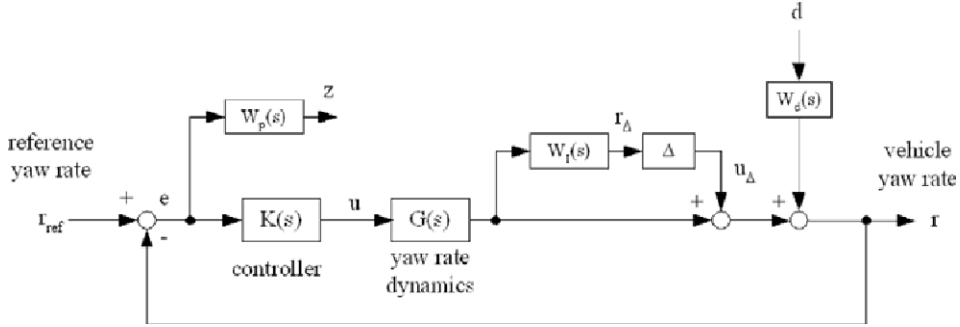 d
W_d(s)
z
W_p(s)
r_Δ
reference
yaw rate
W_I(s)
Δ
vehicle
yaw rate
u_Δ
+
e
u
+
+
r_ref
K(s)
G(s)
r
-
controller
yaw rate
dynamics